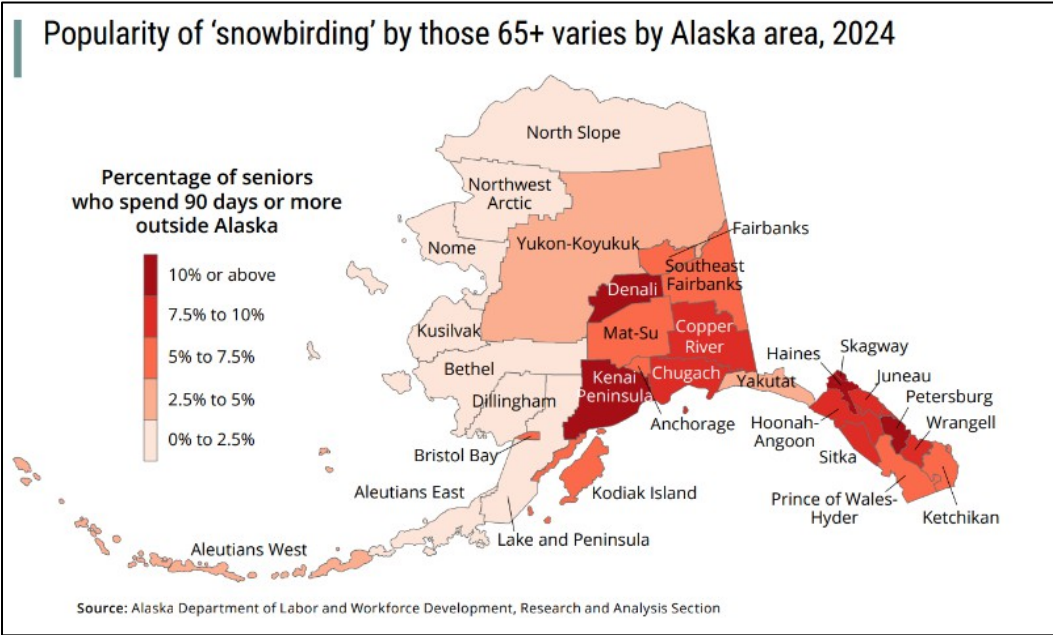 Popularity of ‘snowbirding’ by those 65+ varies by Alaska area, 2024
Percentage of seniors
who spend 90 days or more
outside Alaska
10% or above
7.5% to 10%
5% to 7.5%
2.5% to 5%
0% to 2.5%
North Slope
Northwest
Arctic
Nome
Yukon-Koyukuk
Fairbanks
Southeast
Fairbanks
Denali
Kusilvak
Mat-Su
Copper
River
Bethel
Kenai
Peninsula
Chugach
Yakutat
Haines
Skagway
Juneau
Petersburg
Wrangell
Dillingham
Anchorage
Hoonah-
Angoon
Sitka
Bristol Bay
Kodiak Island
Prince of Wales-
Hyder
Ketchikan
Aleutians East
Lake and Peninsula
Aleutians West
Source: Alaska Department of Labor and Workforce Development, Research and Analysis Section